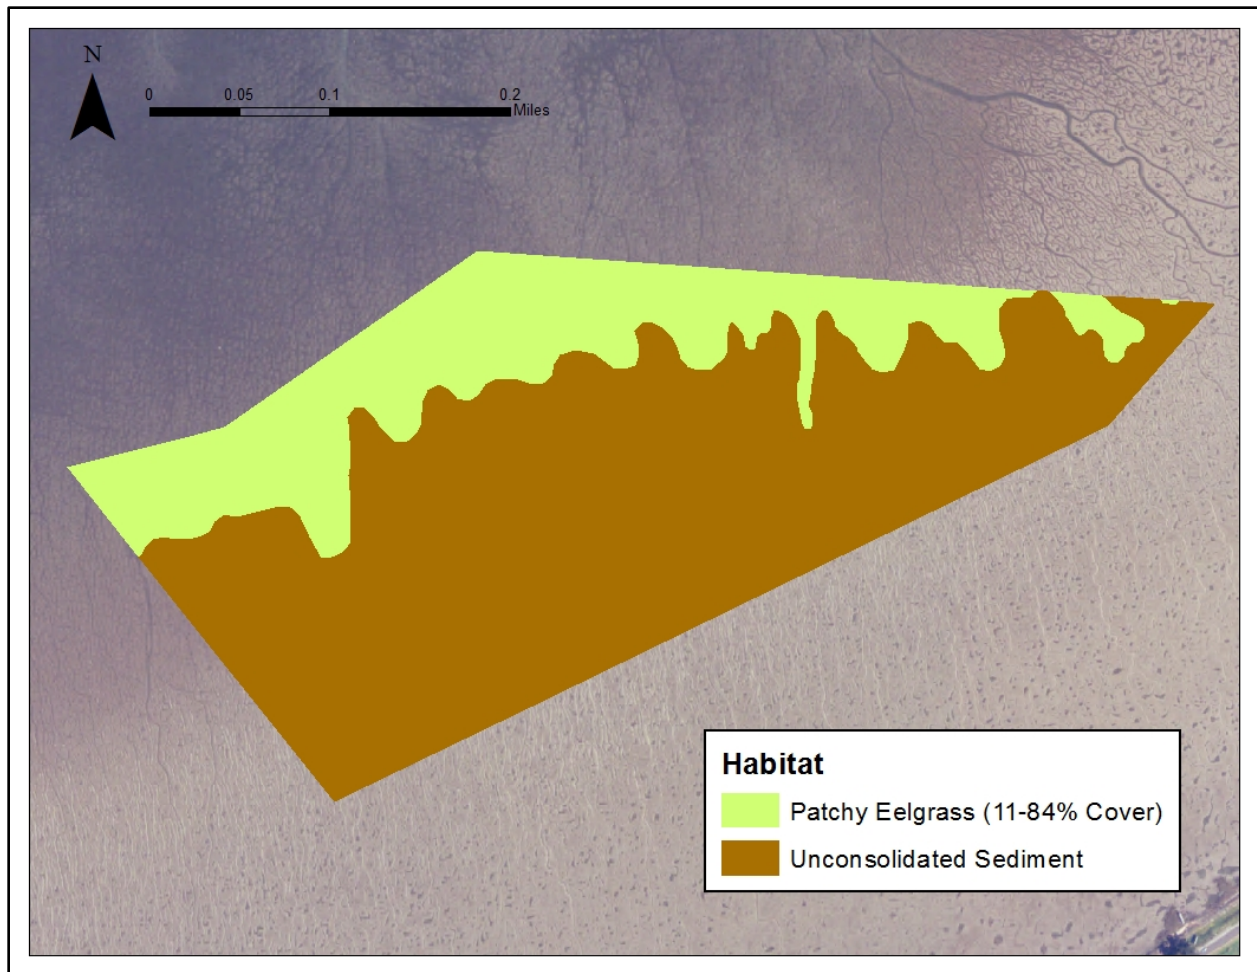 N
0 0.05 0.1 0.2
Miles
Habitat
Patchy Eelgrass (11-84% Cover)
Unconsolidated Sediment